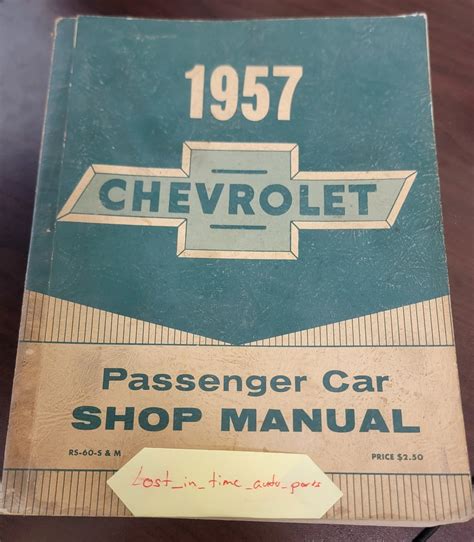 1957
CHEVROLET
Passenger Car
SHOP MANUAL
RS-60-S & M
PRICE $2.50
Lost_in_time_auto_parts